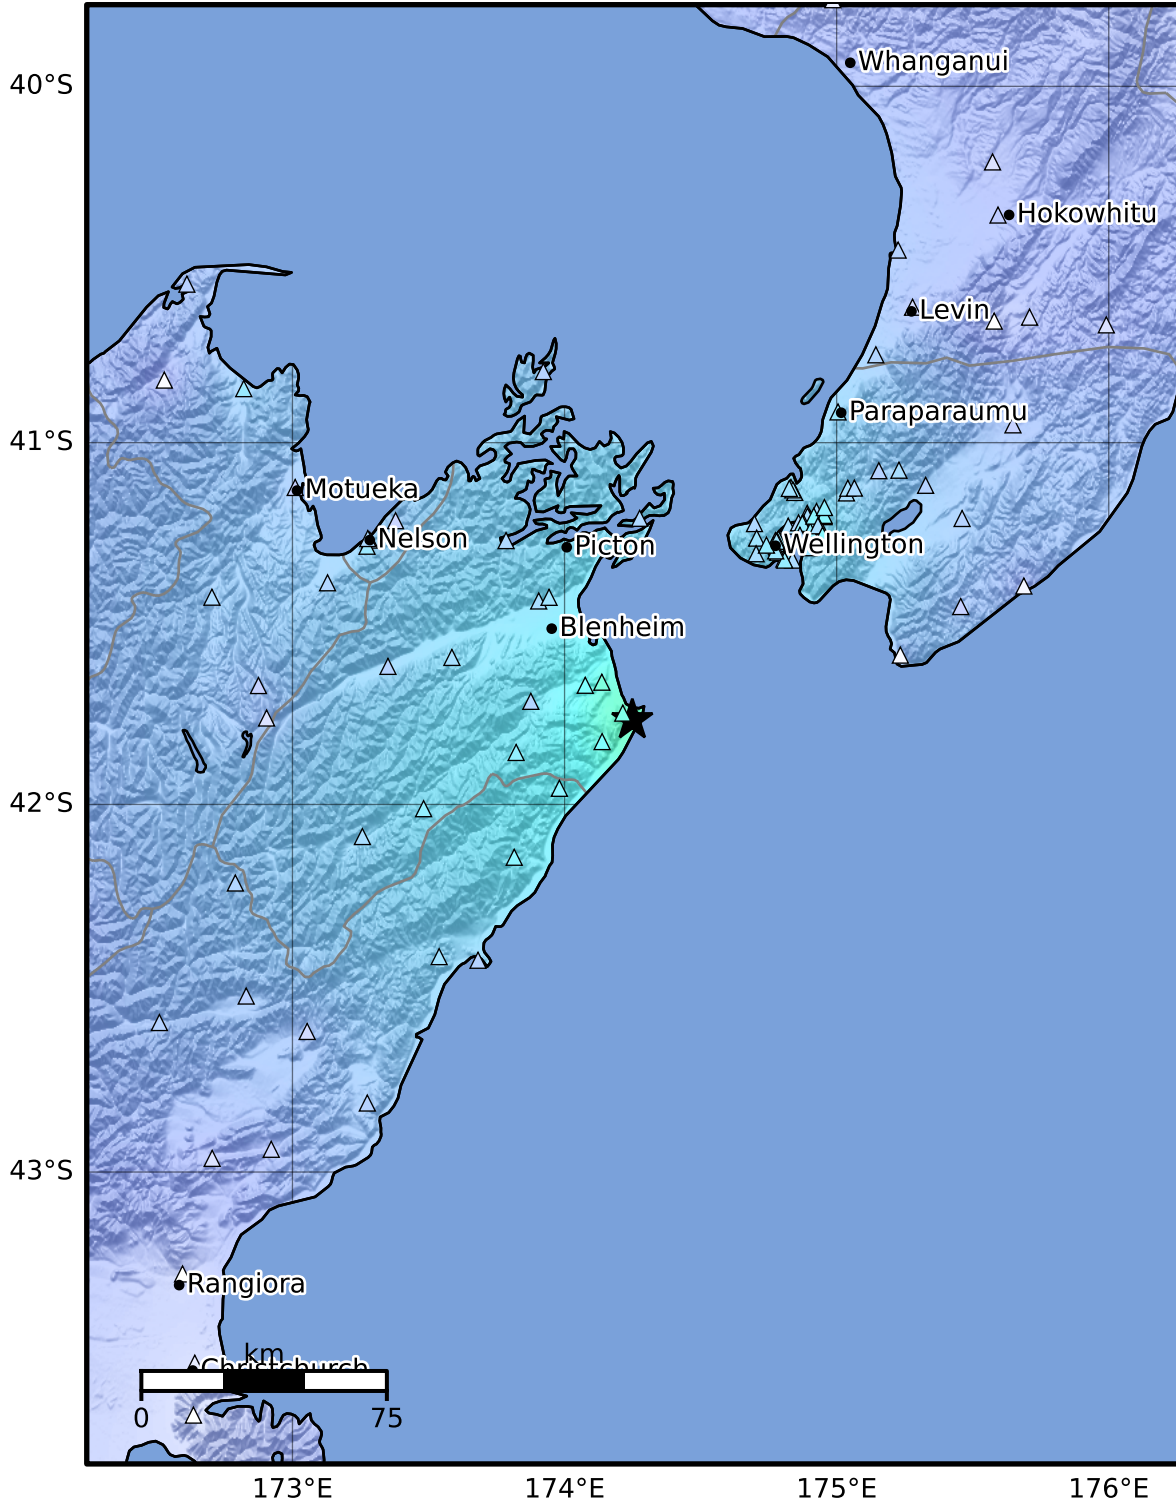 Whanganui
40°S
Hokowhitu
Levin
Paraparaumu
41°S
Motueka
Nelson
Picton
Wellington
Blenheim
42°S
43°S
Rangiora
km
Christchurch
0
75
173°E
174°E
175°E
176°E